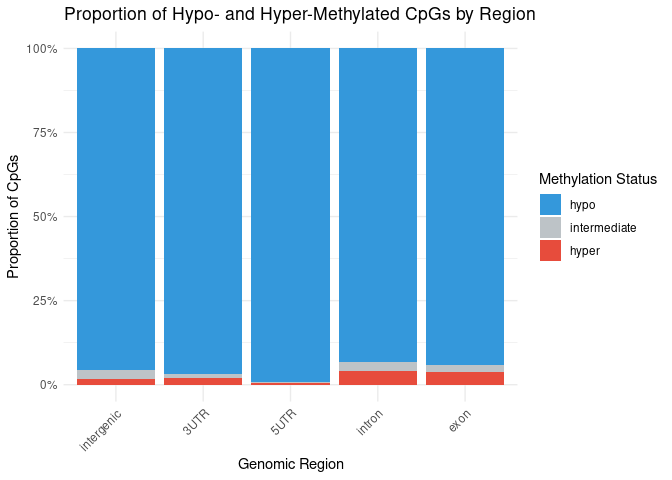 Proportion of Hypo- and Hyper-Methylated CpGs by Region
100%
75%
50%
25%
0%
Proportion of CpGs
intergenic
3UTR
5UTR
intron
exon
Genomic Region
Methylation Status
hypo
intermediate
hyper